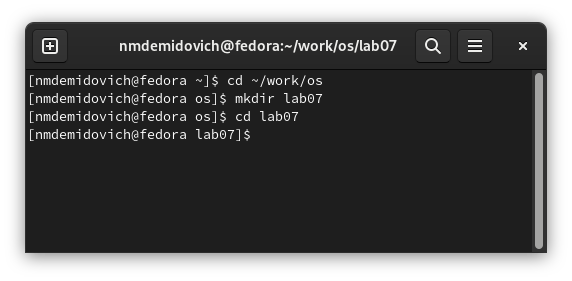 nmdemidovich@fedora:~/work/os/lab07
[nmdemidovich@fedora ~]$ cd ~/work/os
[nmdemidovich@fedora os]$ mkdir lab07
[nmdemidovich@fedora os]$ cd lab07
[nmdemidovich@fedora lab07]$